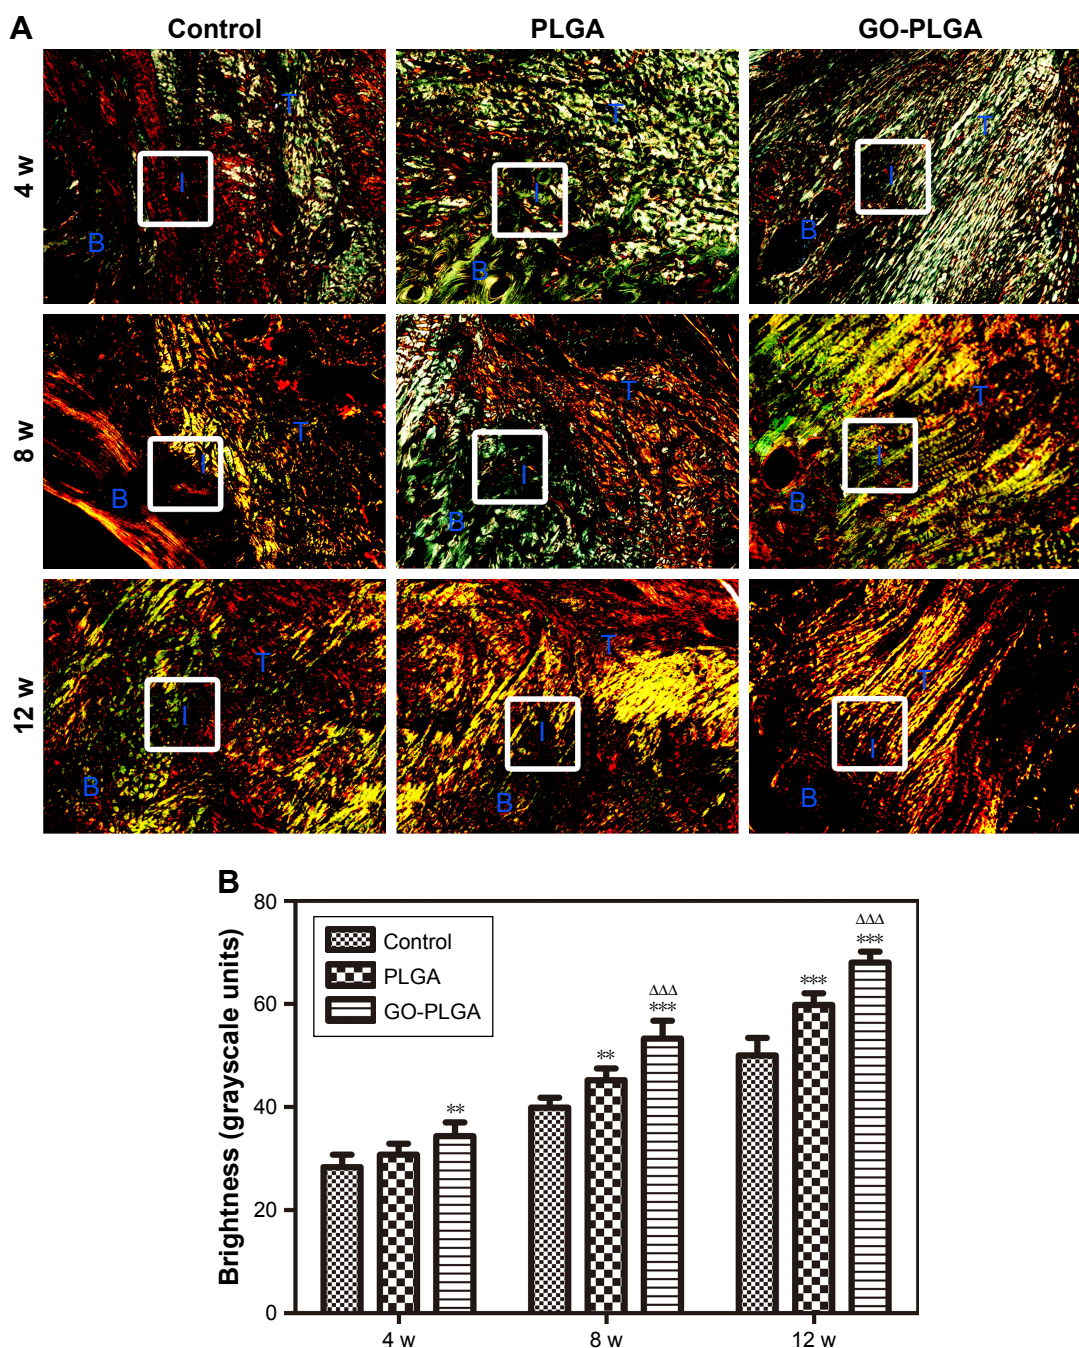 A
Control PLGA GO-PLGA
4 w
T T T
I I I
B B B
8 w
T T T
I I I
B B B
12 w
T T T
I I I
B B B
B
Brightness (grayscale units)
80
60
40
20
0
Control
PLGA
GO-PLGA
**
**
ΔΔΔ
***
***
ΔΔΔ
***
4 w 8 w 12 w